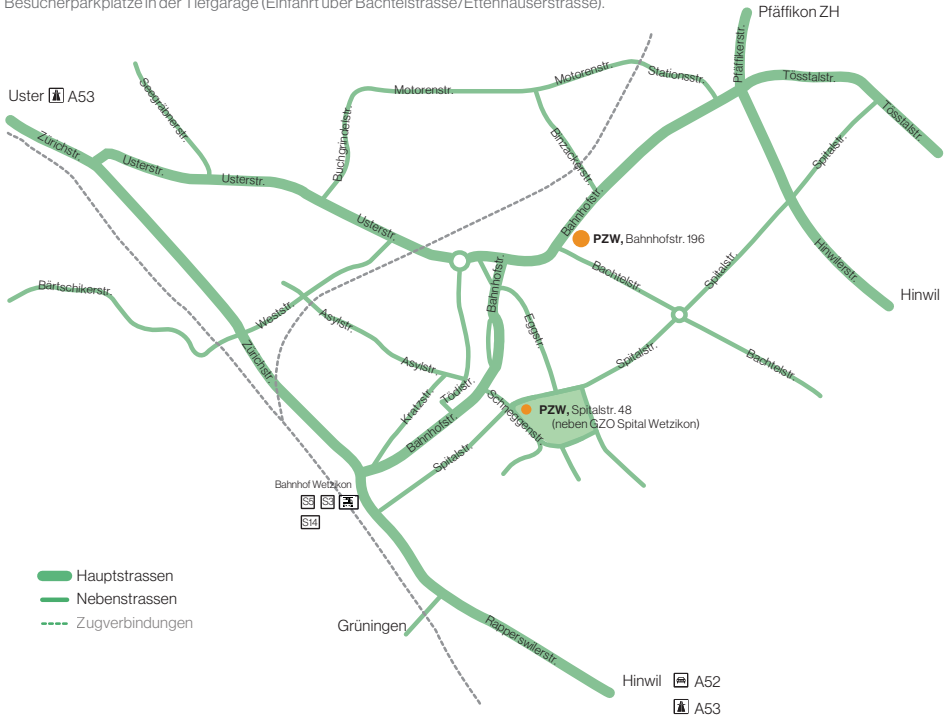 Besucherparkplätze in der Tiefgarage (Einfahrt über Bachtelstrasse/Ettenhauserstrasse).
Pfäffikon ZH
Pfäffikerstr.
Tösstalstr.
Tösstalstr.
Motorenstr.
Stationsstr.
Motorenstr.
Seegräbnerstr.
Uster A53
Buchgrindelstr.
Binzackerstr.
Spitalstr.
Zürichstr.
Usterstr.
Usterstr.
Usterstr.
Bahnhofstr.
PZW, Bahnhofstr. 196
Hinwilerstr.
Hinwil
Bachtelstr.
Spitalstr.
Bärtschikerstr.
Weststr.
Asylstr.
Bahnhofstr.
Eggstr.
Zürichstr.
Asylstr.
Spitalstr.
Bachtelstr.
Kratzstr.
Tödistr.
Schneggenstr.
PZW, Spitalstr. 48
(neben GZO Spital Wetzikon)
Bahnhofstr.
Spitalstr.
Bahnhof Wetzikon
S5 S3
S14
Hauptstrassen
Nebenstrassen
Zugverbindungen
Grüningen
Rapperswilerstr.
Hinwil A52
A53